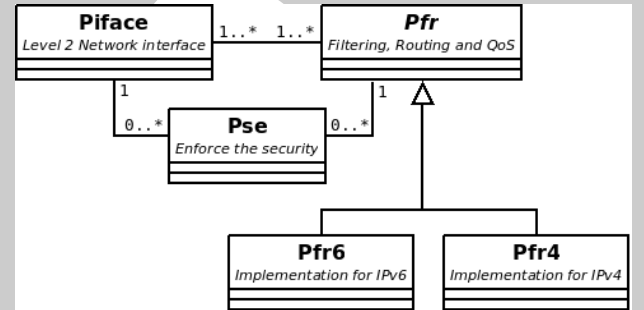 Piface
Level 2 Network interface
1..* 1..*
Pfr
Filtering, Routing and QoS
1
0..*
Pse
Enforce the security
1
0..*
Pfr6
Implementation for IPv6
Pfr4
Implementation for IPv4